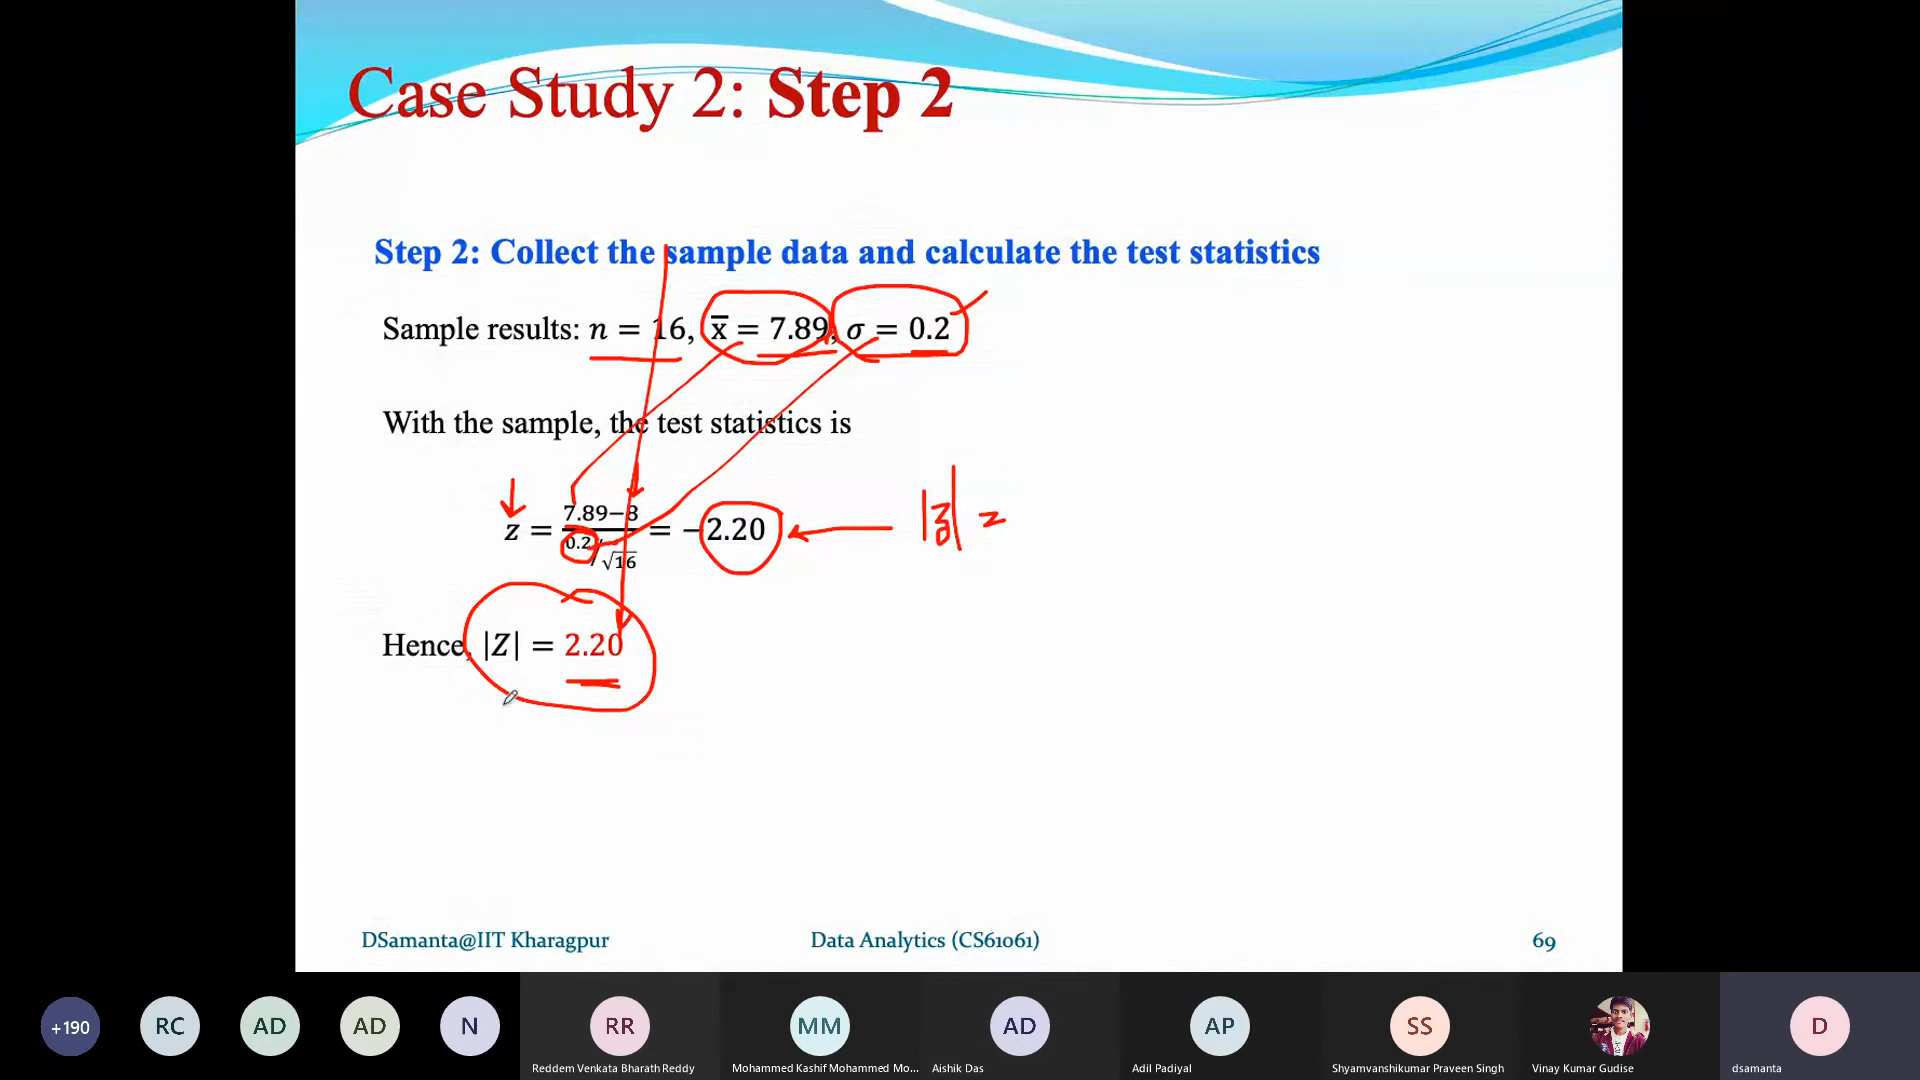 Case Study 2: Step 2
Step 2: Collect the sample data and calculate the test statistics
Sample results: n = 16, x̅ = 7.89, σ = 0.2
With the sample, the test statistics is
z = 7.89−8 / 0.2/√16 = −2.20
|z| =
Hence, |Z| = 2.20
DSamanta@IIT Kharagpur Data Analytics (CS61061) 69
+190 RC AD AD N RR MM AD AP SS D
Reddem Venkata Bharath Reddy Mohammed Kashif Mohammed Mo... Aishik Das Adil Padiyal Shyamvanshikumar Praveen Singh Vinay Kumar Gudise dsamanta